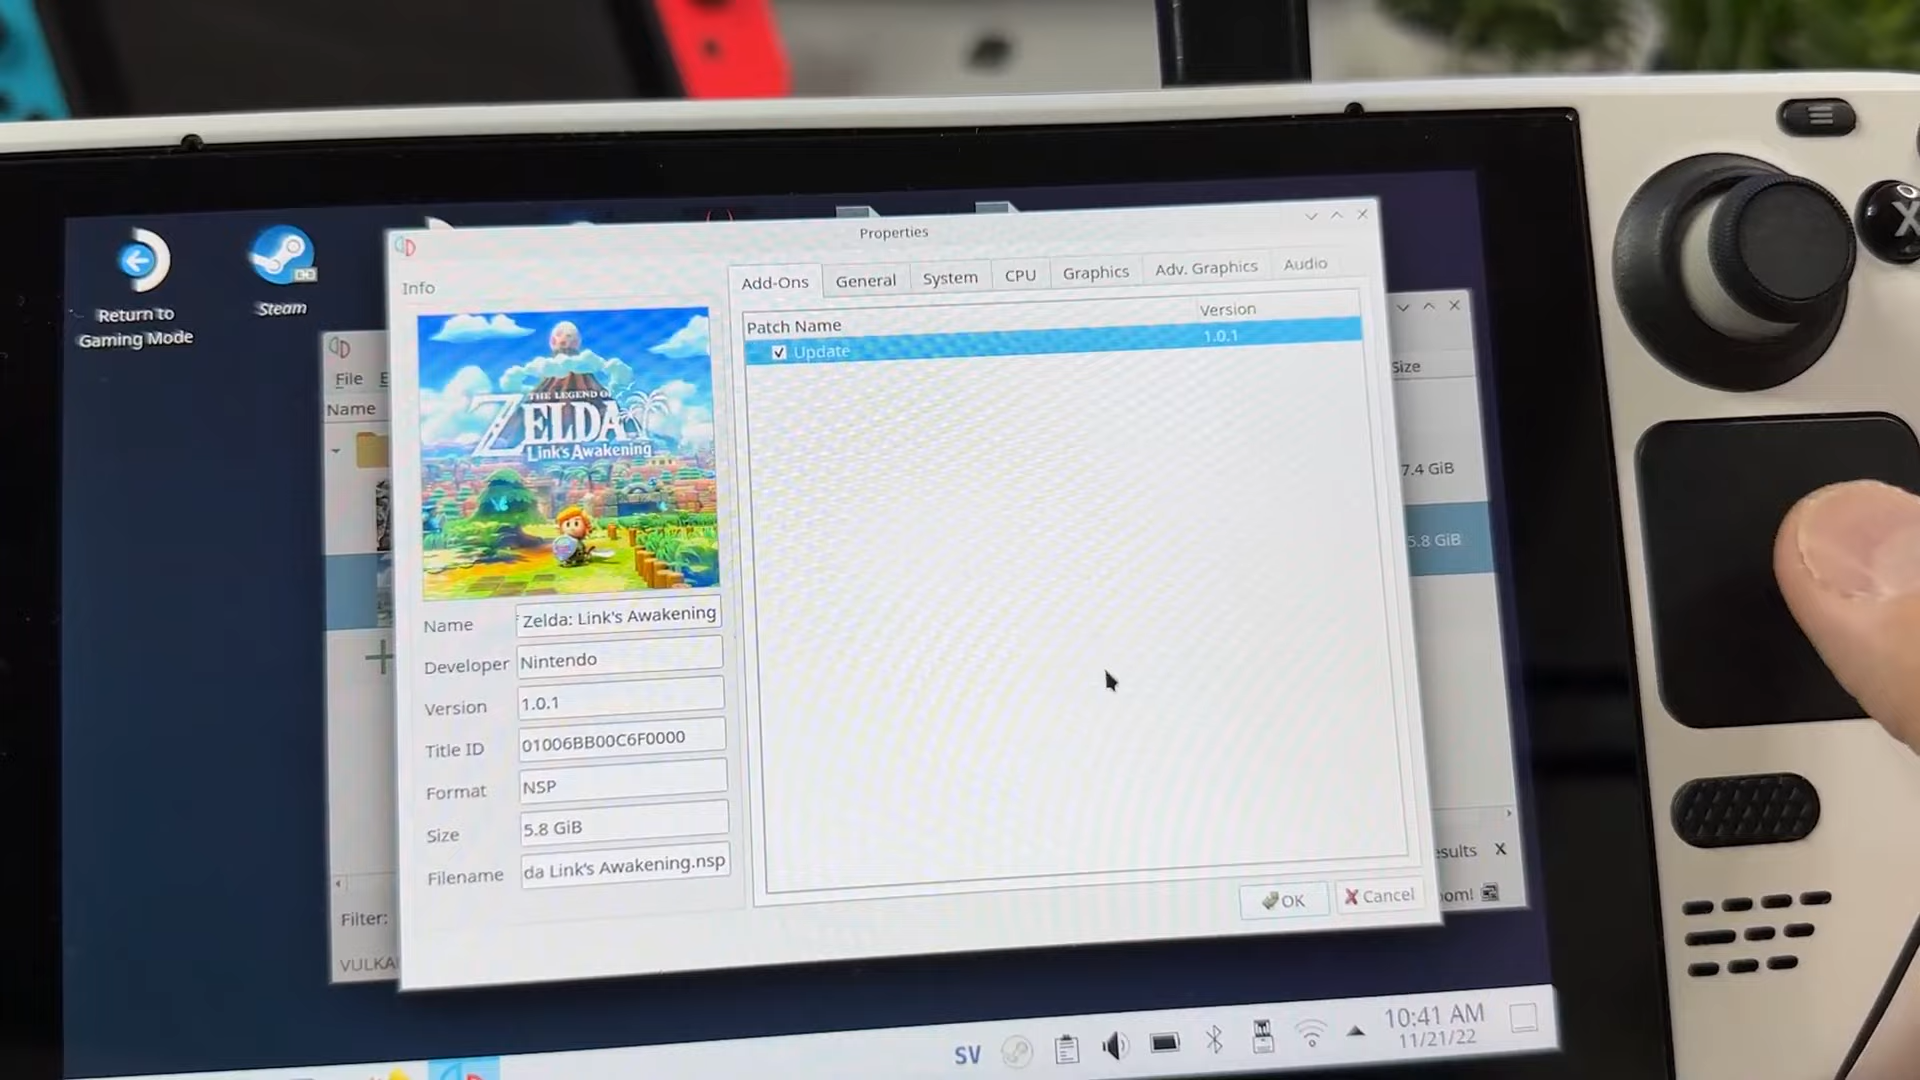 Return to
Gaming Mode
Steam
Properties
Info
Add-Ons
General
System
CPU
Graphics
Adv. Graphics
Audio
Patch Name
Version
Update
1.0.1
THE LEGEND OF
ZELDA
Link's Awakening
Name
f Zelda: Link's Awakening
Developer
Nintendo
Version
1.0.1
Title ID
01006BB00C6F0000
Format
NSP
Size
5.8 GiB
Filename
da Link's Awakening.nsp
OK
Cancel
File
E
Name
Size
7.4 GiB
5.8 GiB
esults X
Filter:
oom!
VULKA
SV
10:41 AM
11/21/22
X